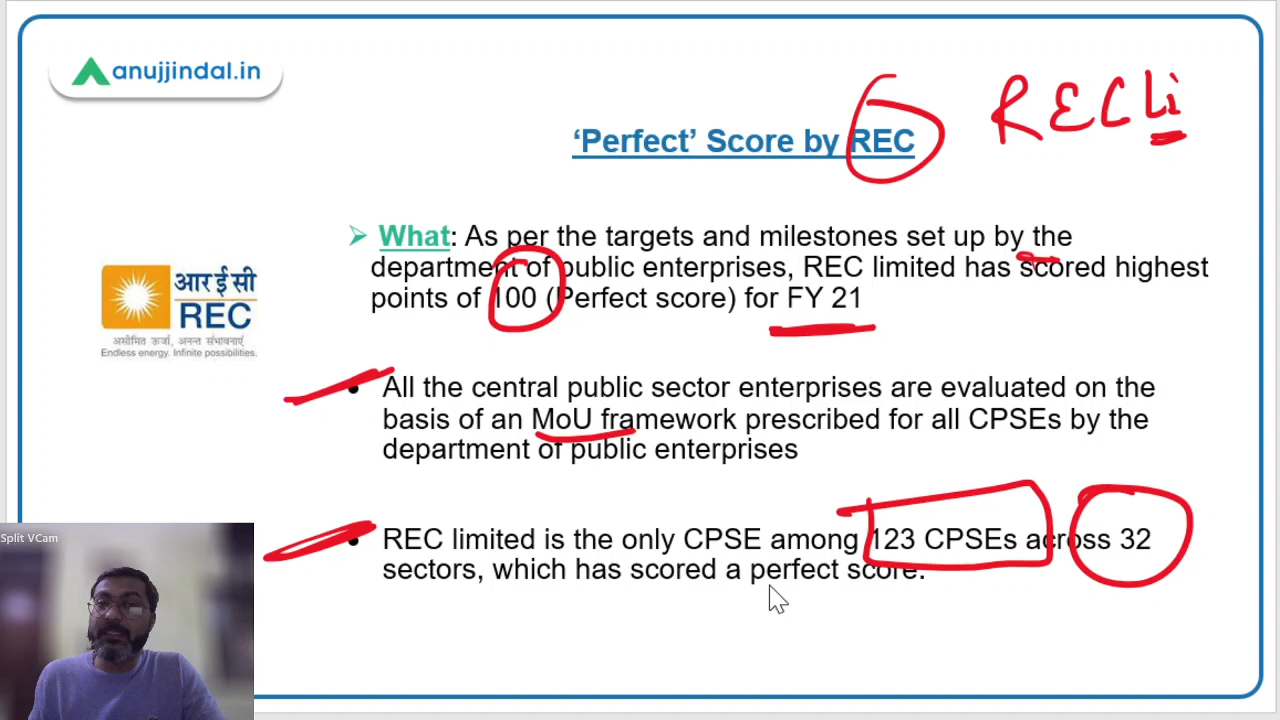 anujjindal.in
RECLi
‘Perfect’ Score by REC
➢ What: As per the targets and milestones set up by the
department of public enterprises, REC limited has scored highest
points of 100 (Perfect score) for FY 21
आर ई सी
REC
असीमित ऊर्जा, अनन्त संभावनाएं
Endless energy. Infinite possibilities.
• All the central public sector enterprises are evaluated on the
basis of an MoU framework prescribed for all CPSEs by the
department of public enterprises
• REC limited is the only CPSE among 123 CPSEs across 32
sectors, which has scored a perfect score.
Split VCam